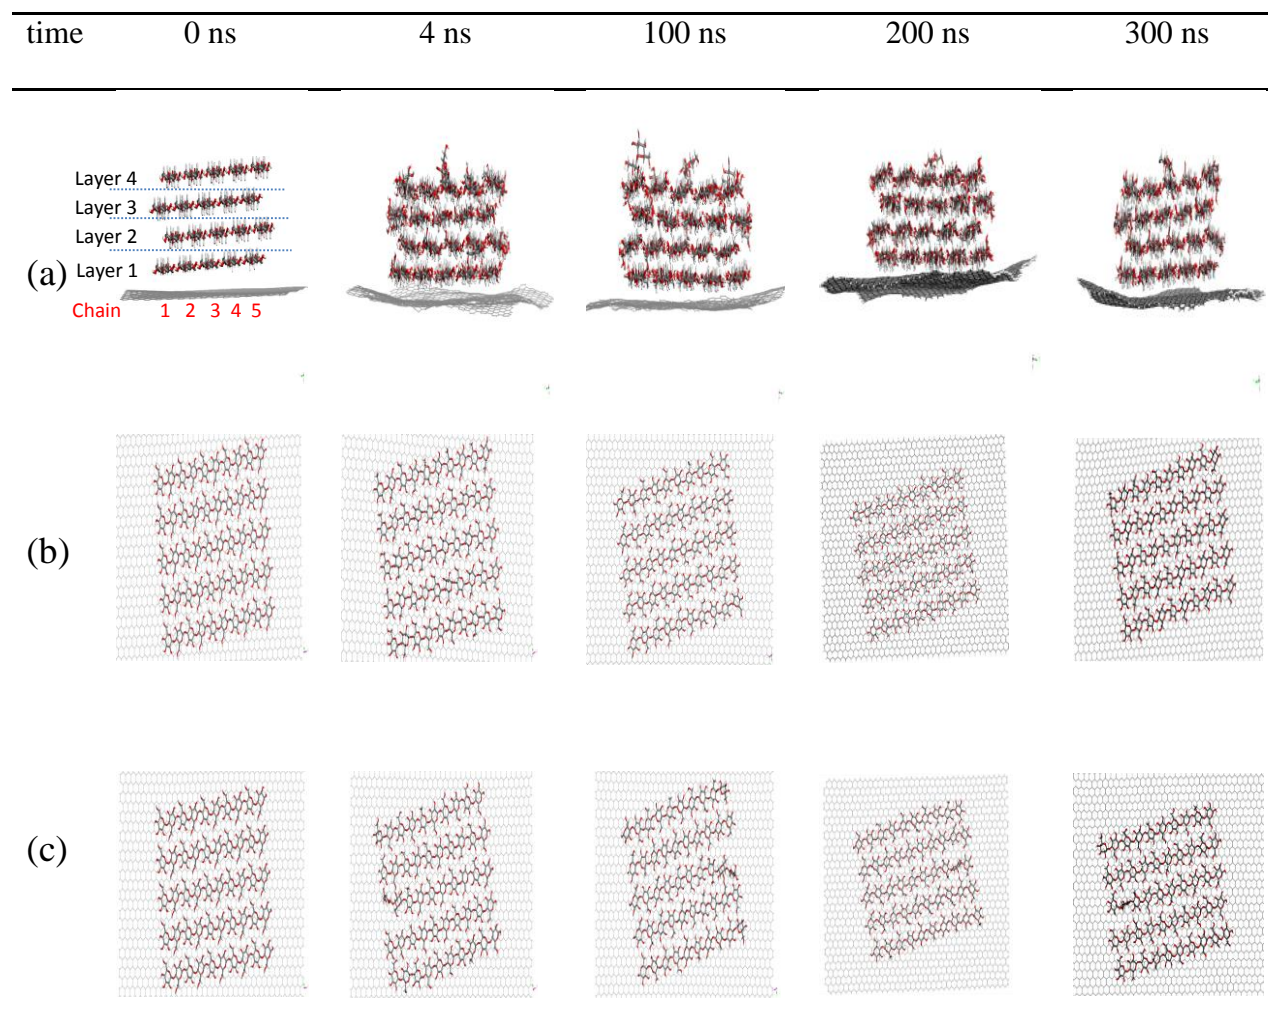 time 0 ns 4 ns 100 ns 200 ns 300 ns
Layer 4
Layer 3
Layer 2
(a) Layer 1
Chain 1 2 3 4 5
(b)
(c)